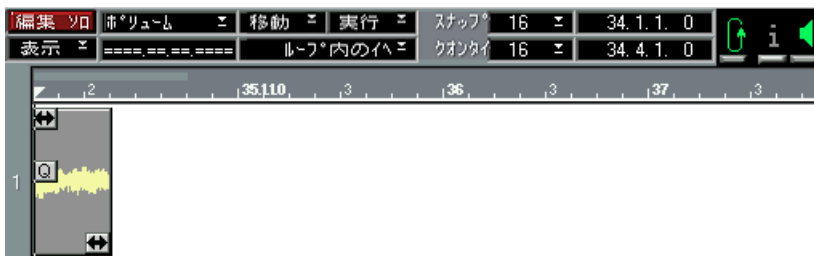 編集 ソロ ボリューム 移動 実行 スナップ 16 34. 1. 1. 0
表示 ====.==.==.==== ループ内のイベ クオンタイ 16 34. 4. 1. 0 i
2 35.1.1.0 3 36 3 37 3
Q
1